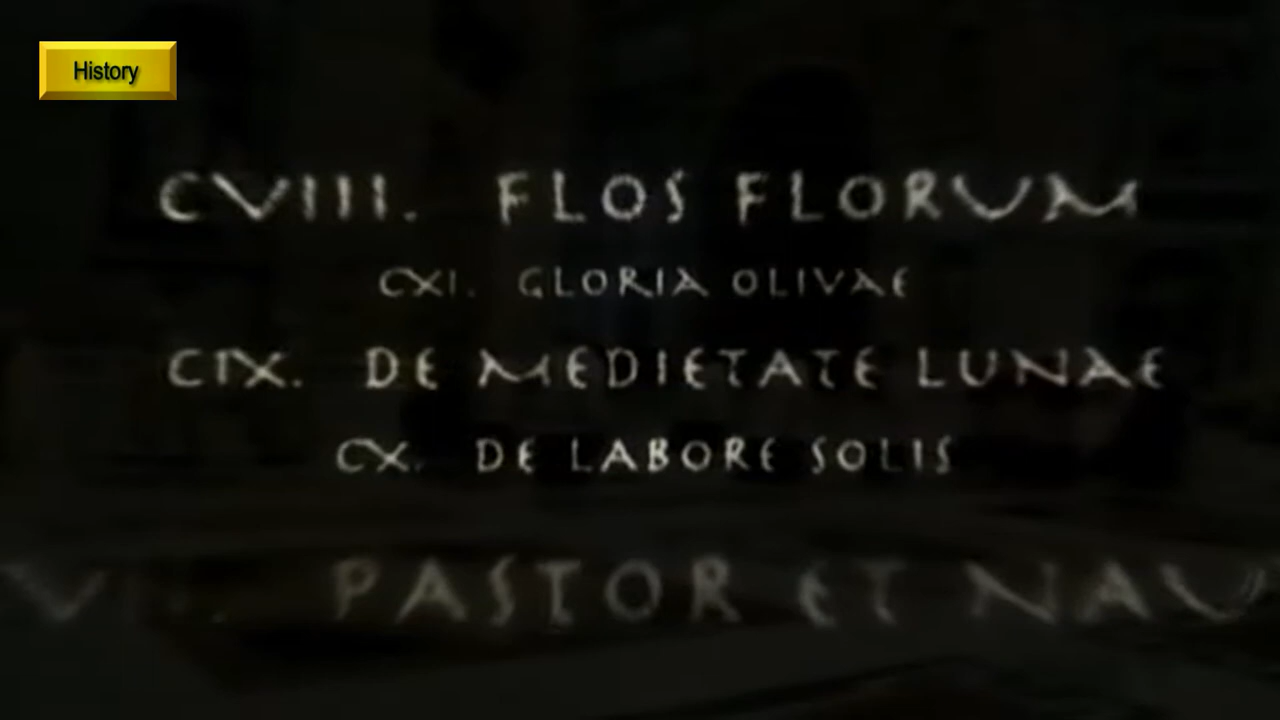 History
CVIII. FLOS FLORUM
CXI. GLORIA OLIVAE
CIX. DE MEDIETATE LUNAE
CX. DE LABORE SOLIS
PASTOR ET